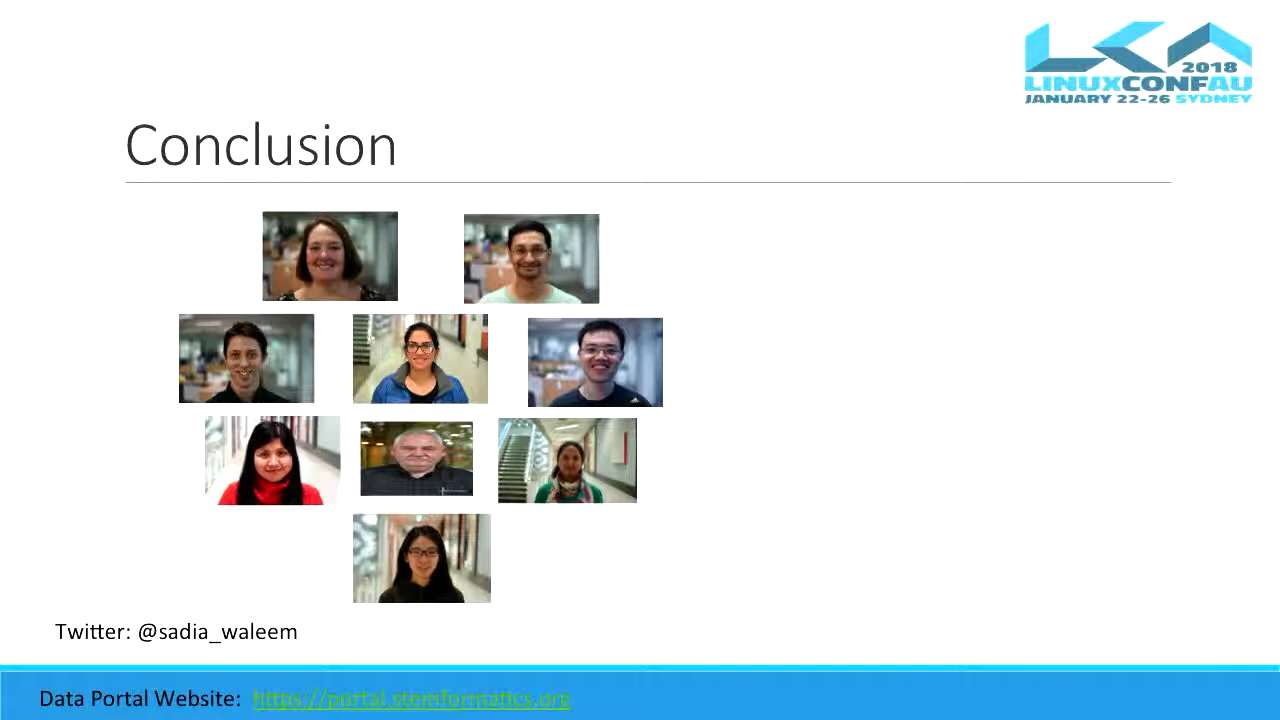 2018
LINUXCONFAU
JANUARY 22-26 SYDNEY
Conclusion
Twitter: @sadia_waleem
Data Portal Website: https://portal.stemformatics.org